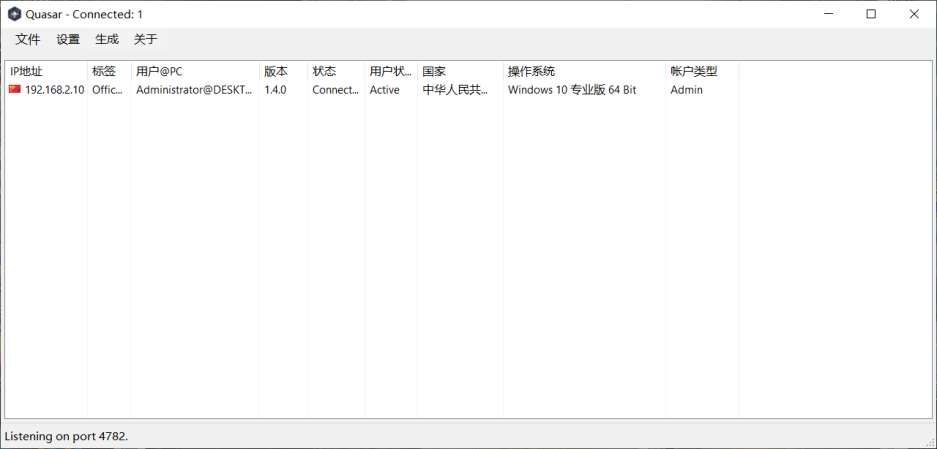 Quasar - Connected: 1
文件 设置 生成 关于
IP地址 标签 用户@PC 版本 状态 用户状... 国家 操作系统 帐户类型
192.168.2.10 Offic... Administrator@DESKT... 1.4.0 Connect... Active 中华人民共... Windows 10 专业版 64 Bit Admin
Listening on port 4782.